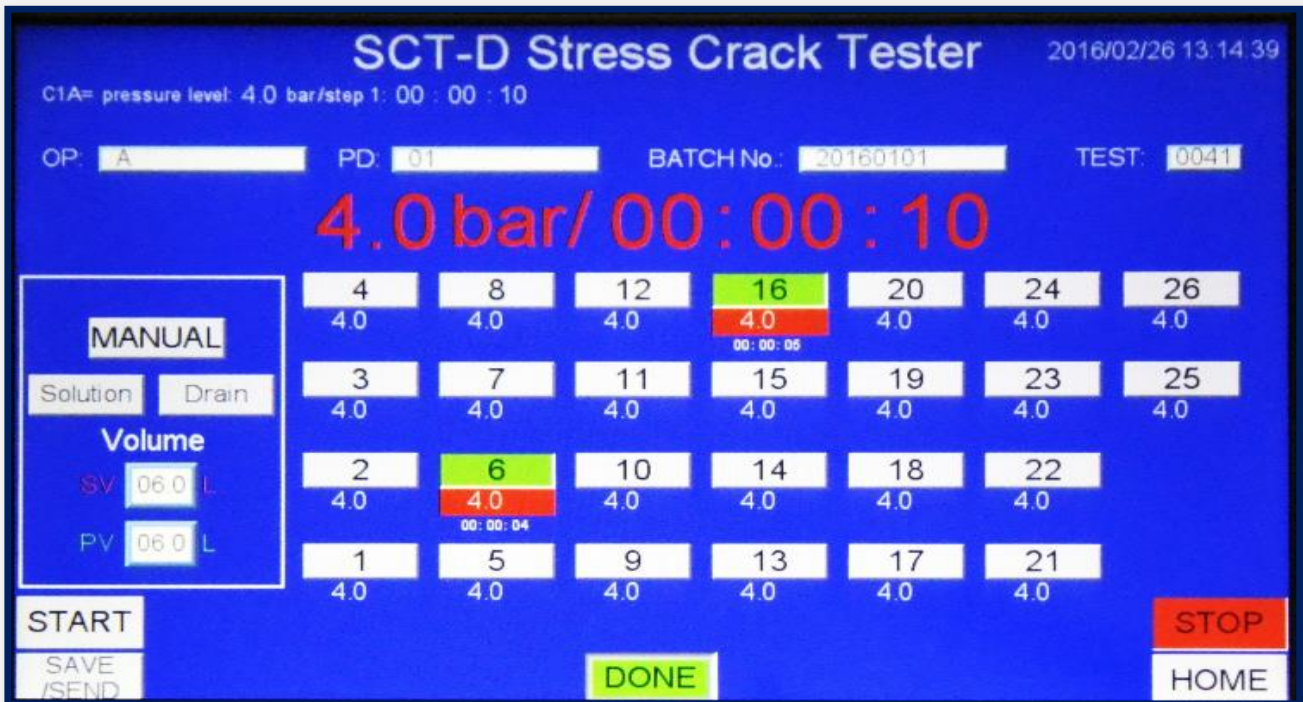 SCT-D Stress Crack Tester
2016/02/26 13:14:39
C1A= pressure level: 4.0 bar/step 1: 00 : 00 : 10
OP: A PD: 01 BATCH No.: 20160101 TEST: 0041
4.0 bar/ 00 : 00 : 10
4 8 12 16 20 24 26
4.0 4.0 4.0 4.0 4.0 4.0 4.0
00: 00: 05
MANUAL
3 7 11 15 19 23 25
Solution Drain
4.0 4.0 4.0 4.0 4.0 4.0 4.0
Volume
2 6 10 14 18 22
SV 06.0 L
4.0 4.0 4.0 4.0 4.0 4.0
00: 00: 04
PV 06.0 L
1 5 9 13 17 21
4.0 4.0 4.0 4.0 4.0 4.0
START
STOP
SAVE
/SEND
DONE
HOME